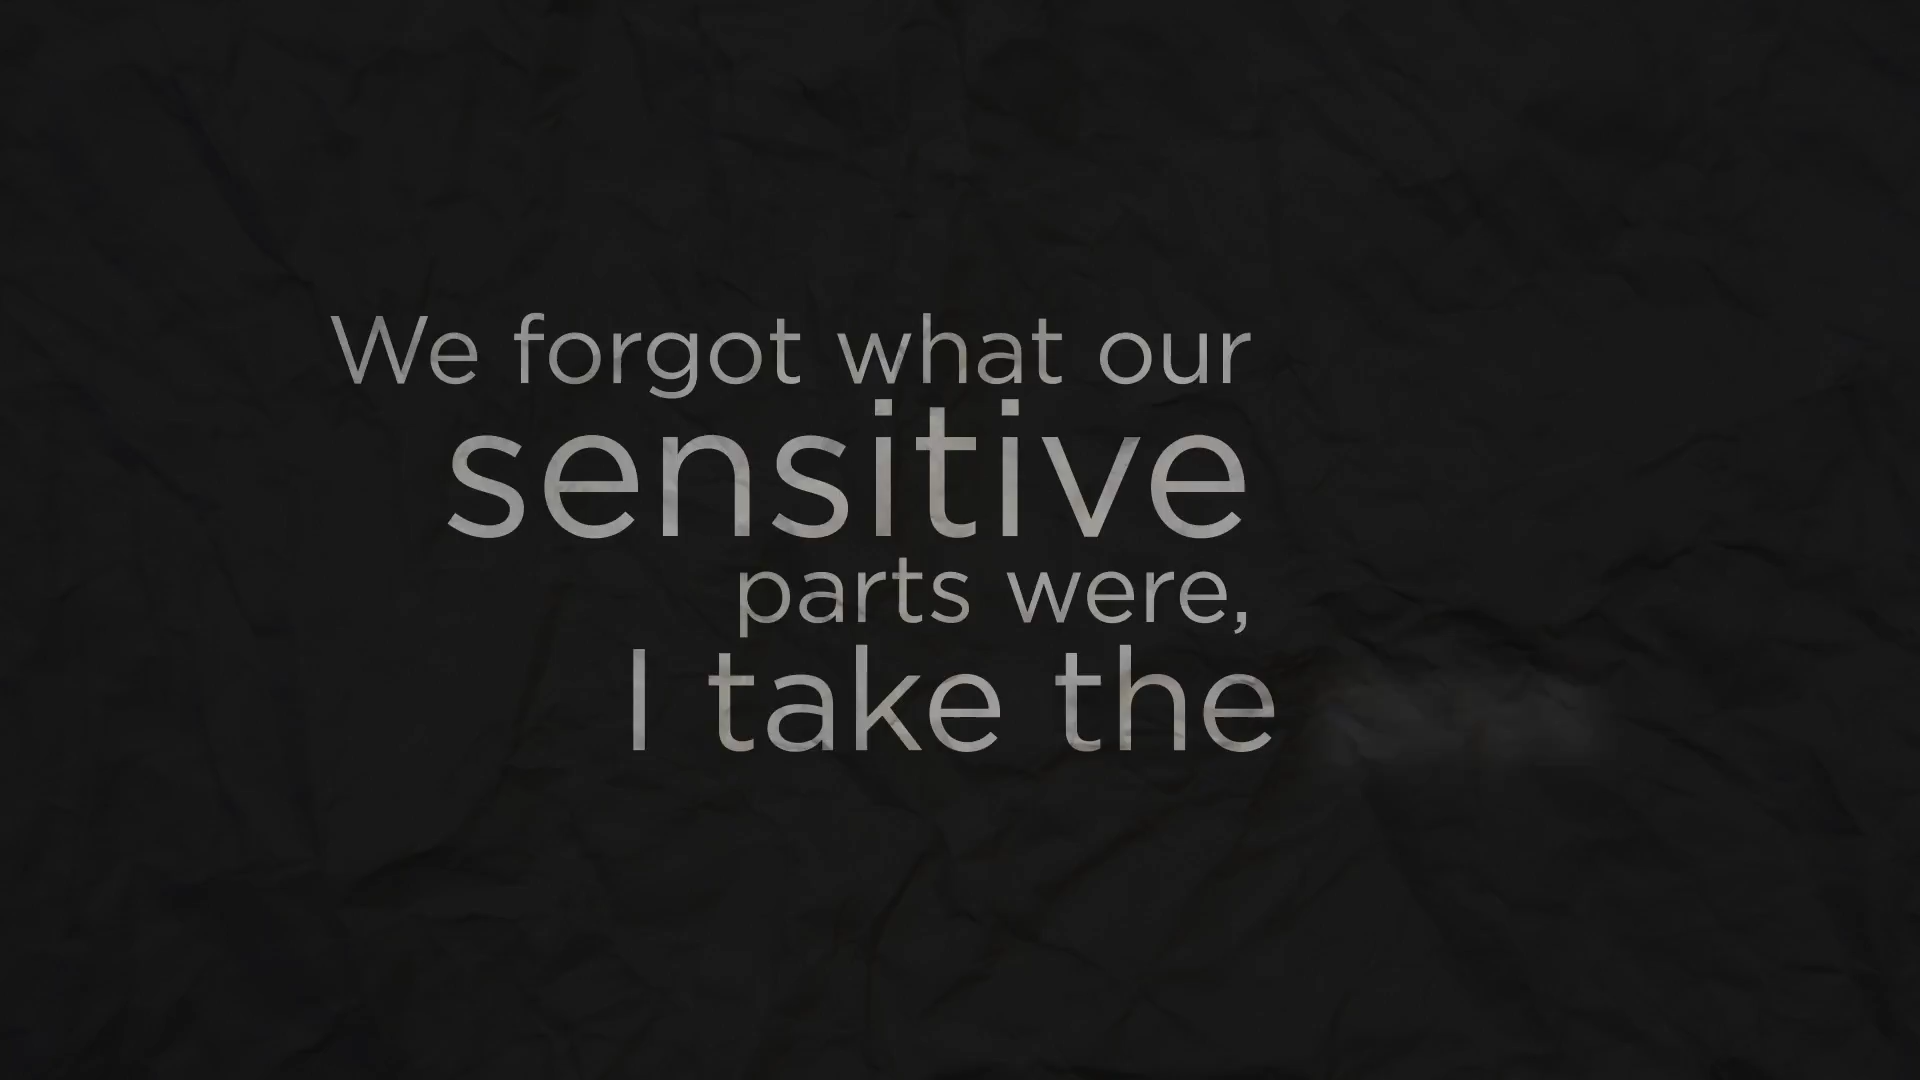 We forgot what our
sensitive
parts were,
I take the